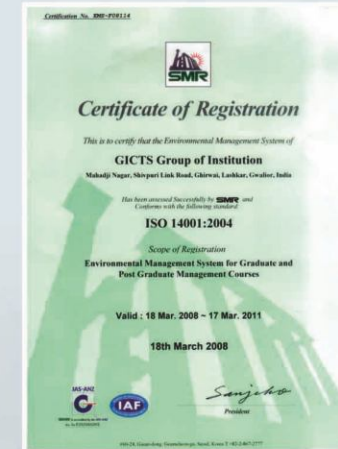 Certification No. SMR-F08114
SMR
Certificate of Registration
This is to certify that the Environmental Management System of
GICTS Group of Institution
Mahadji Nagar, Shivpuri Link Road, Ghirwai, Lashkar, Gwalior, India
Has been assessed Successfully by SMR and
Conforms with the following standard:
ISO 14001:2004
Scope of Registration
Environmental Management System for Graduate and
Post Graduate Management Courses
Valid : 18 Mar. 2008 ~ 17 Mar. 2011
18th March 2008
JAS-ANZ
C
IAF
Sanjcho
President